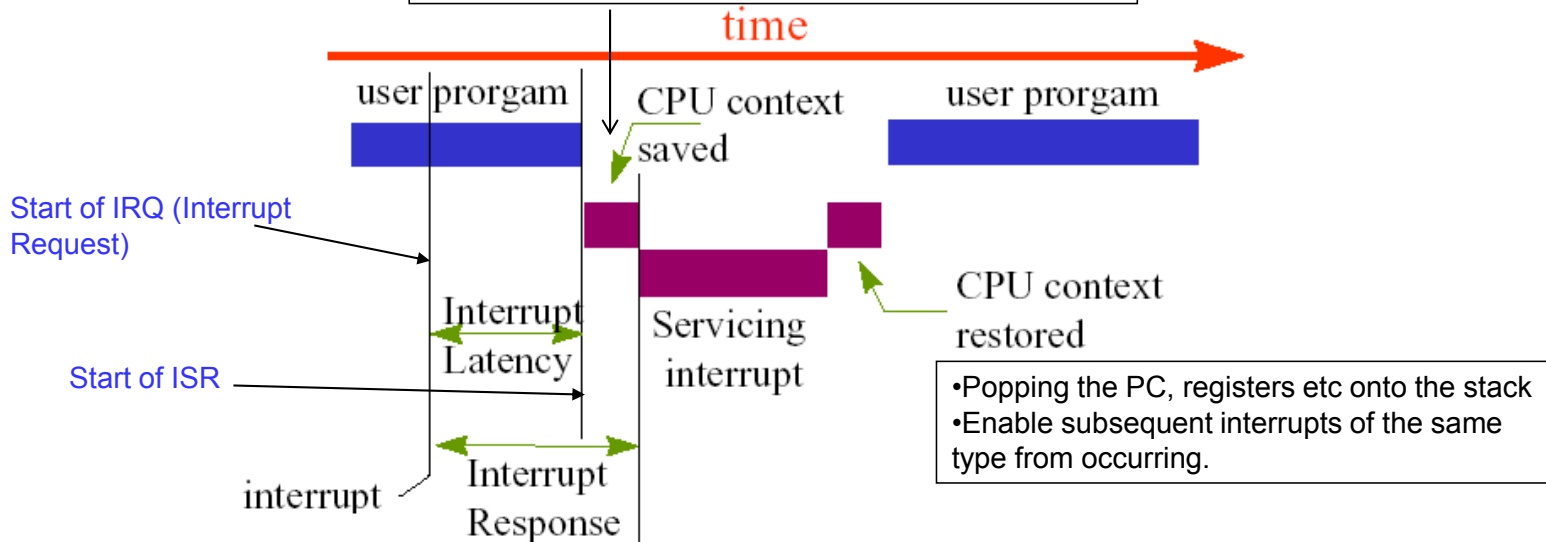 time
user prorgam
CPU context
saved
user prorgam
Start of IRQ (Interrupt
Request)
Interrupt
Latency
Servicing
interrupt
CPU context
restored
Start of ISR
•Popping the PC, registers etc onto the stack
•Enable subsequent interrupts of the same
type from occurring.
interrupt
Interrupt
Response